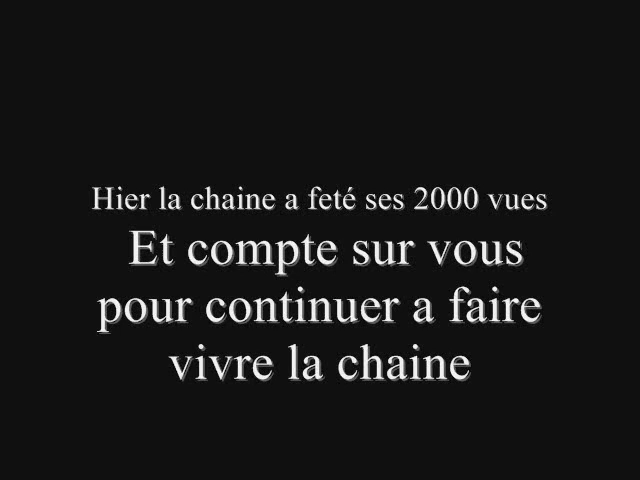 Hier la chaine a feté ses 2000 vues
Et compte sur vous
pour continuer a faire
vivre la chaine